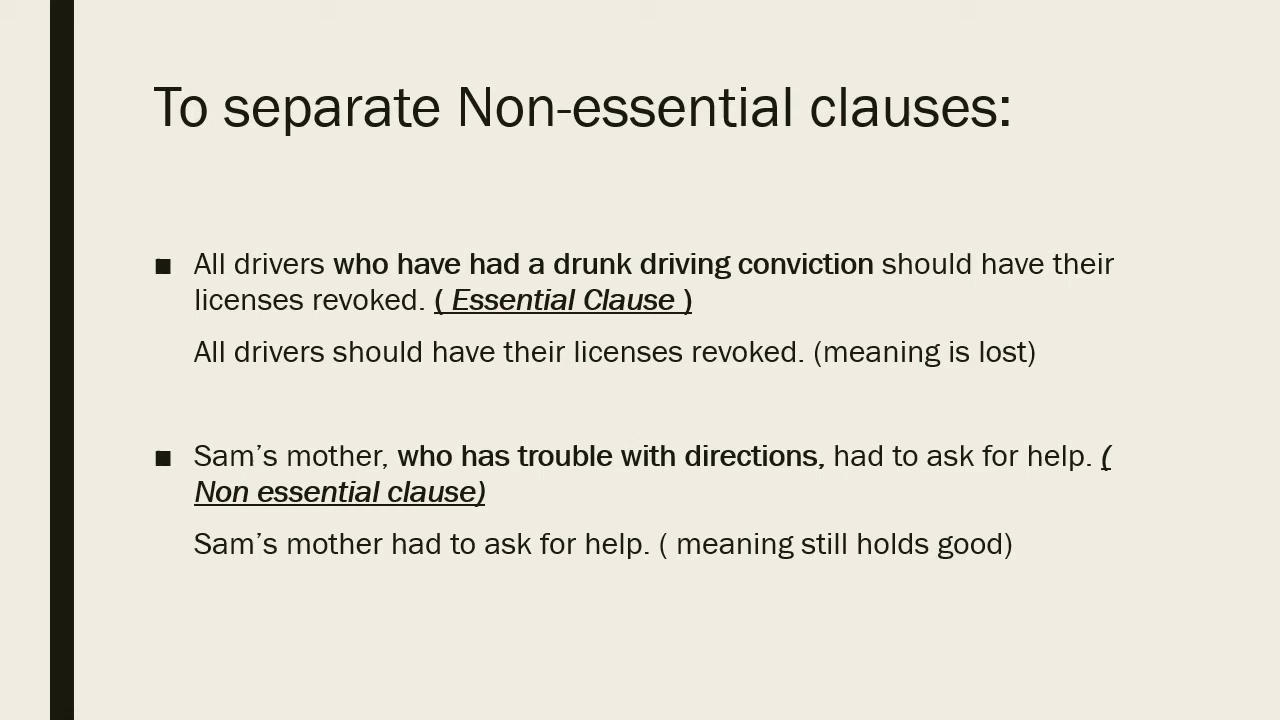 To separate Non-essential clauses:
■ All drivers who have had a drunk driving conviction should have their
licenses revoked. ( Essential Clause )
All drivers should have their licenses revoked. (meaning is lost)
■ Sam’s mother, who has trouble with directions, had to ask for help. (
Non essential clause)
Sam’s mother had to ask for help. ( meaning still holds good)